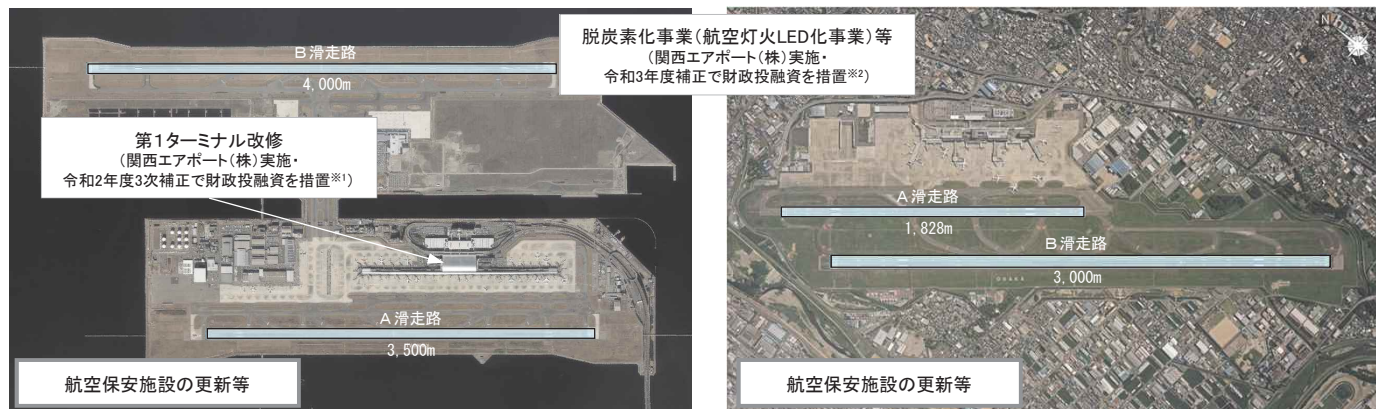 B滑走路
4,000m
第1ターミナル改修
(関西エアポート(株)実施・
令和2年度3次補正で財政投融資を措置※1)
A滑走路
3,500m
航空保安施設の更新等
脱炭素化事業(航空灯火LED化事業)等
(関西エアポート(株)実施・
令和3年度補正で財政投融資を措置※2)
N
A滑走路
1,828m
B滑走路
3,000m
OSAKA
航空保安施設の更新等